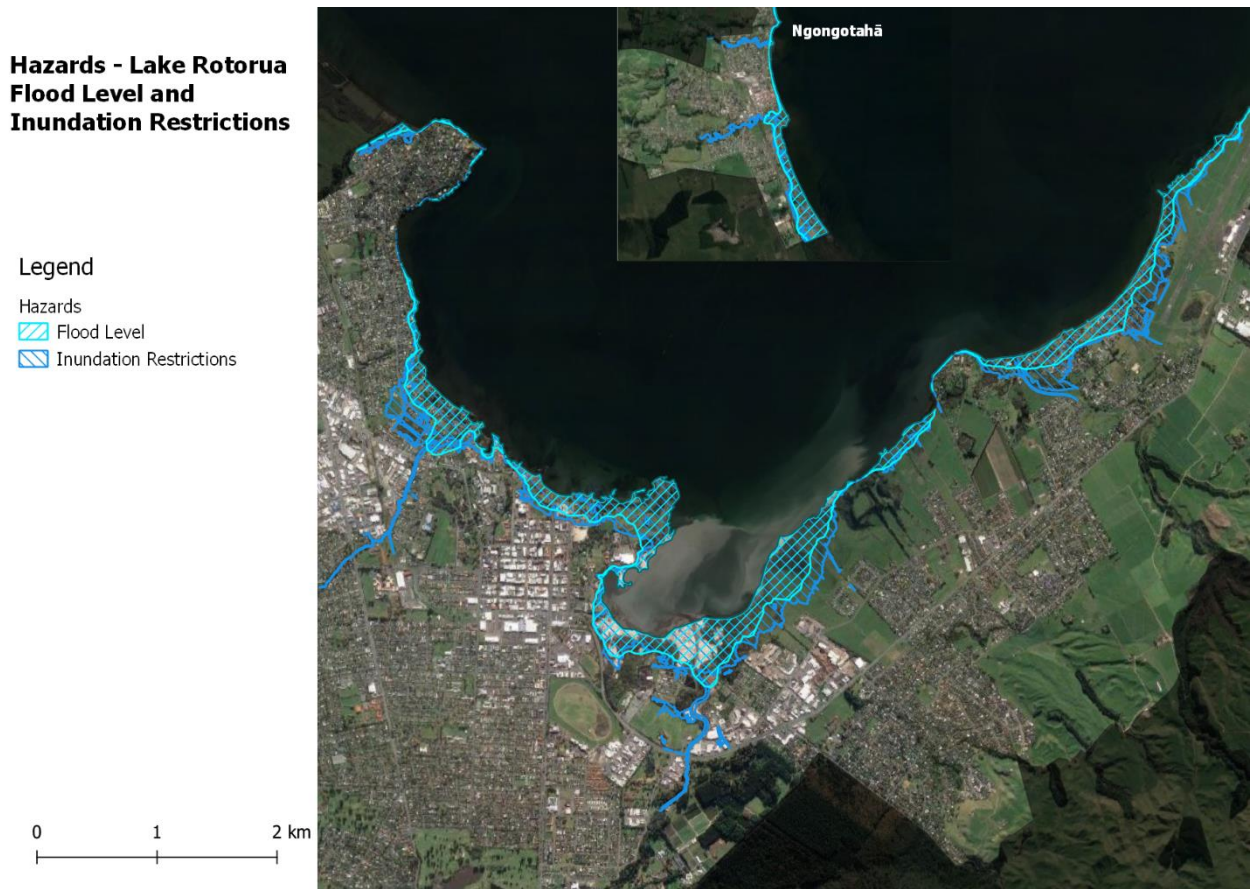 Hazards - Lake Rotorua
Flood Level and
Inundation Restrictions
Ngongotahā
Legend
Hazards
Flood Level
Inundation Restrictions
0 1 2 km